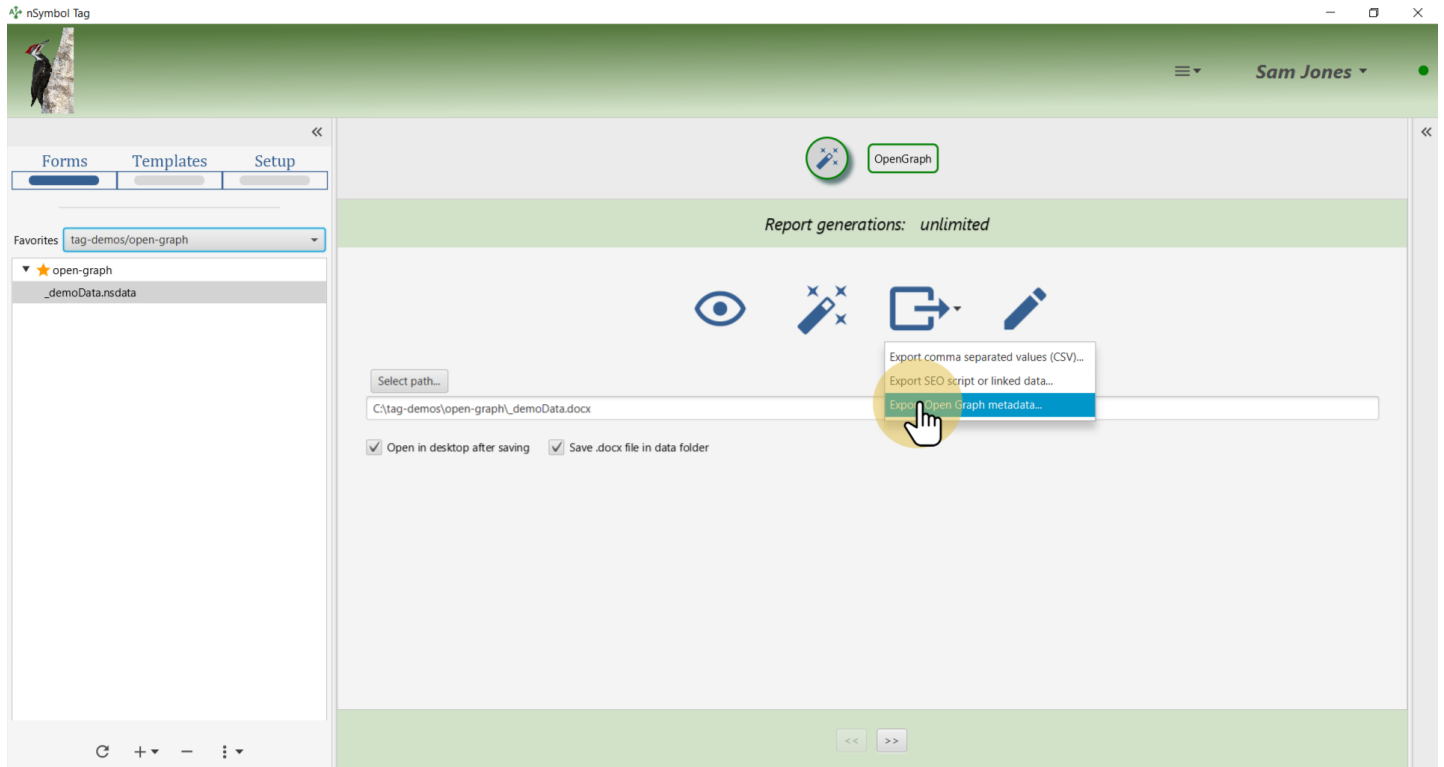 nSymbol Tag
Sam Jones
Forms Templates Setup
OpenGraph
Report generations: unlimited
Favorites tag-demos/open-graph
open-graph
_demoData.nsdata
Export comma separated values (CSV)...
Select path...
Export SEO script or linked data...
C:\tag-demos\open-graph\_demoData.docx
Export Open Graph metadata...
Open in desktop after saving Save .docx file in data folder
<< >>